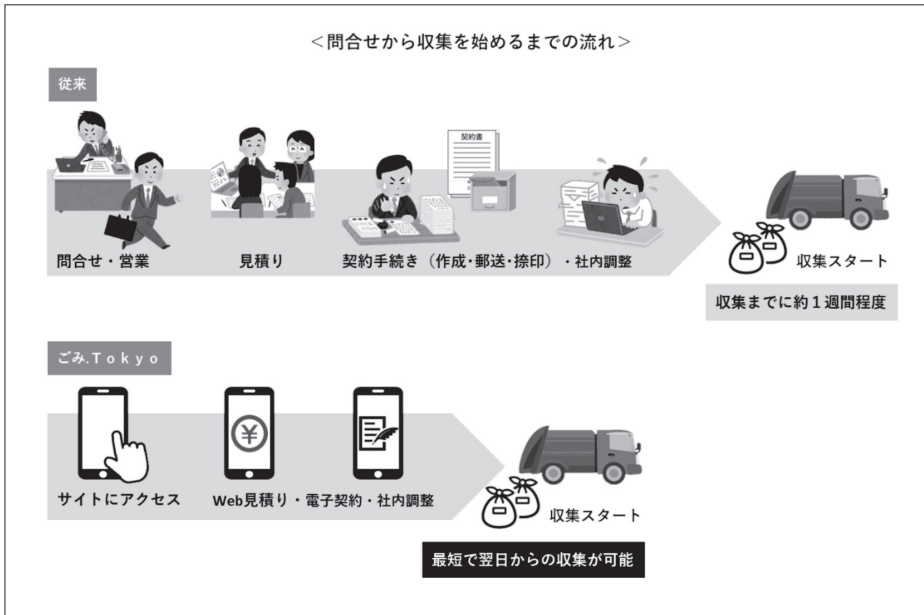 ＜問合せから収集を始めるまでの流れ＞
従来
契約書
問合せ・営業
見積り
契約手続き（作成・郵送・捺印）・社内調整
収集スタート
収集までに約１週間程度
ごみ.Ｔｏｋｙｏ
¥
サイトにアクセス
Web見積り・電子契約・社内調整
収集スタート
最短で翌日からの収集が可能